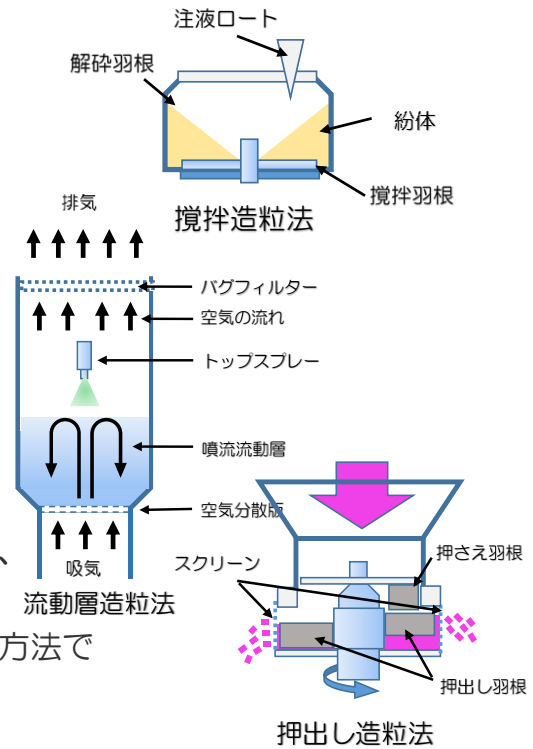 注液ロート
解砕羽根
紛体
攪拌羽根
攪拌造粒法
排気
バグフィルター
空気の流れ
トップスプレー
噴流流動層
空気分散版
吸気
流動層造粒法
、
方法で
スクリーン
押さえ羽根
押出し羽根
押出し造粒法